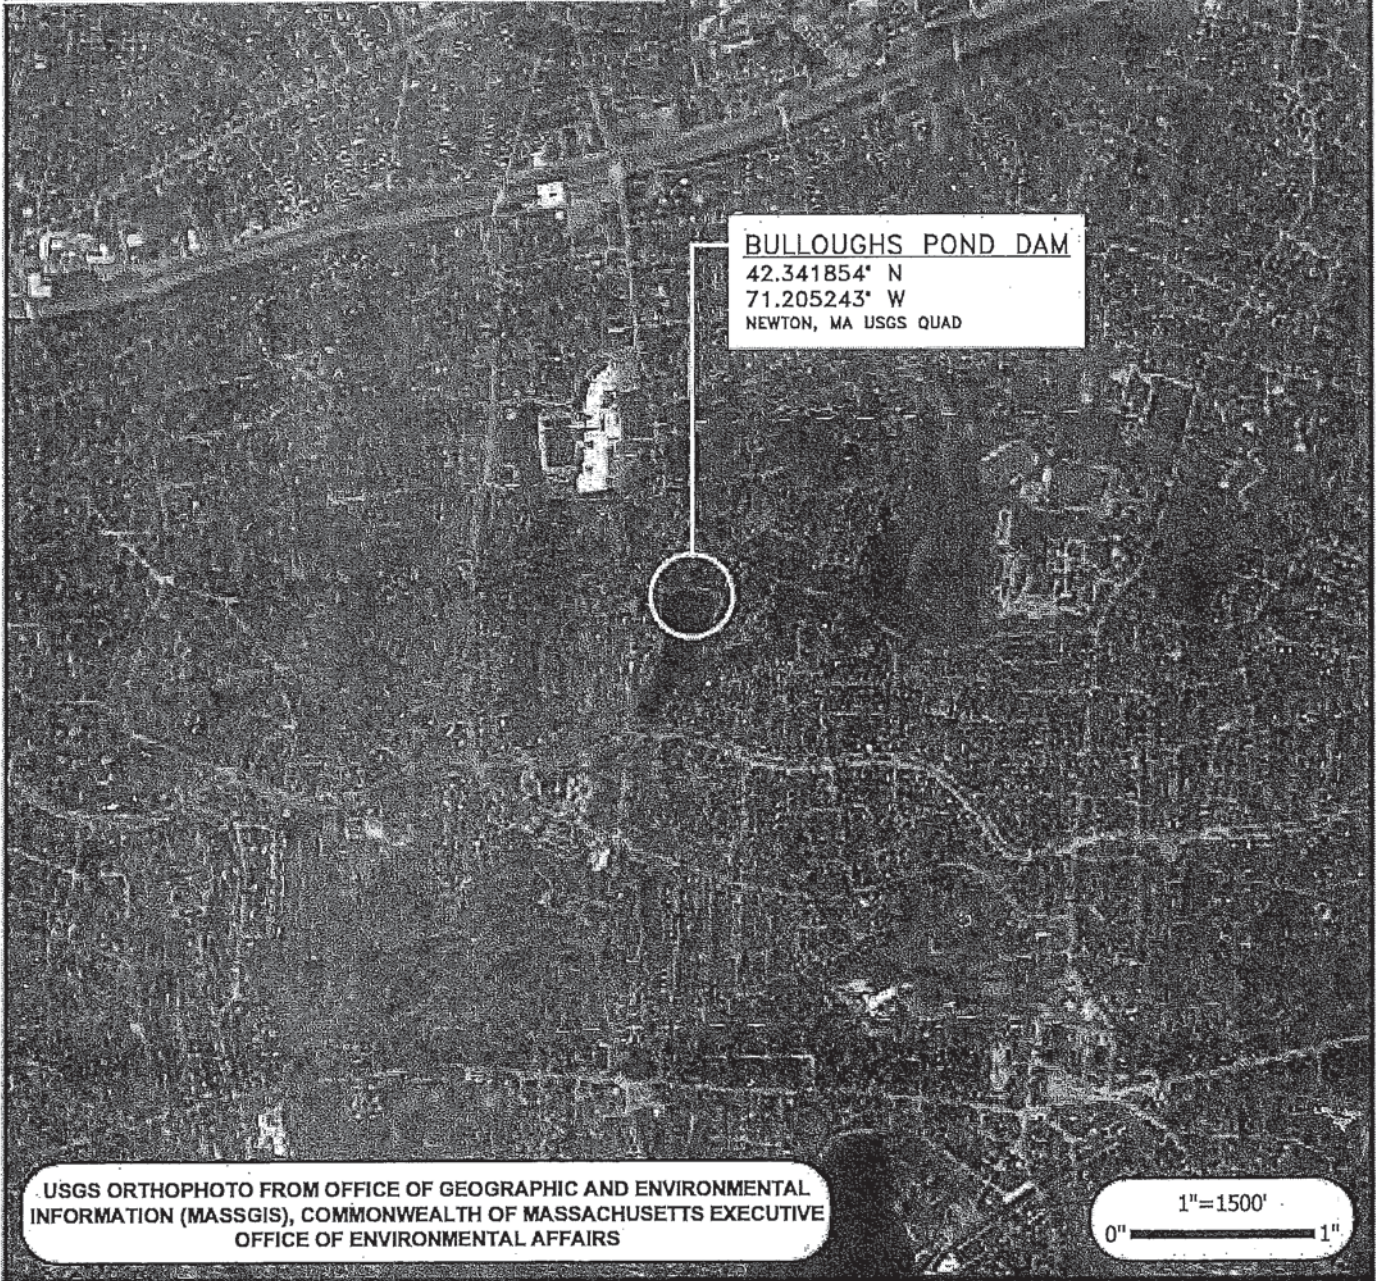 BULLOUGHS POND DAM
42.341854° N
71.205243° W
NEWTON, MA USGS QUAD
USGS ORTHOPHOTO FROM OFFICE OF GEOGRAPHIC AND ENVIRONMENTAL
INFORMATION (MASSGIS), COMMONWEALTH OF MASSACHUSETTS EXECUTIVE
OFFICE OF ENVIRONMENTAL AFFAIRS
1"=1500'
0" 1"